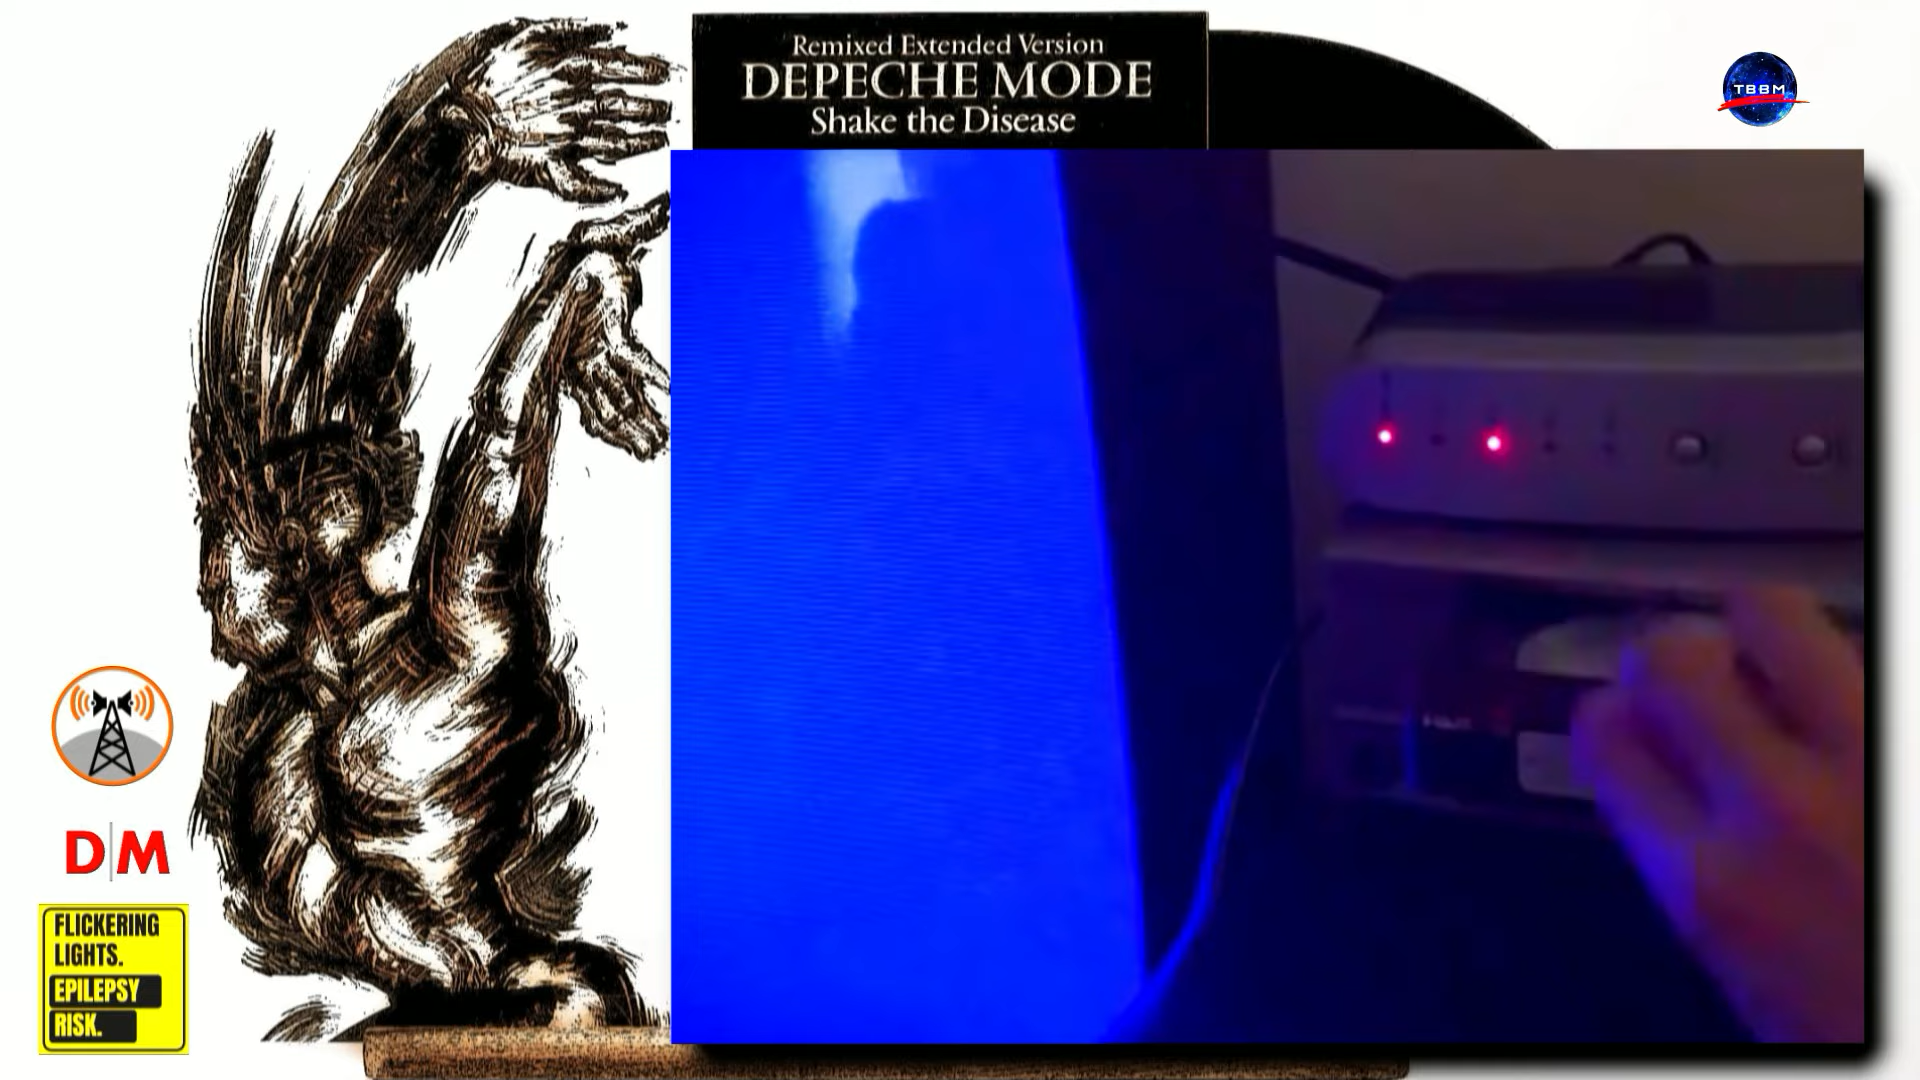 Remixed Extended Version
DEPECHE MODE
Shake the Disease
TBBM
D|M
FLICKERING
LIGHTS.
EPILEPSY
RISK.